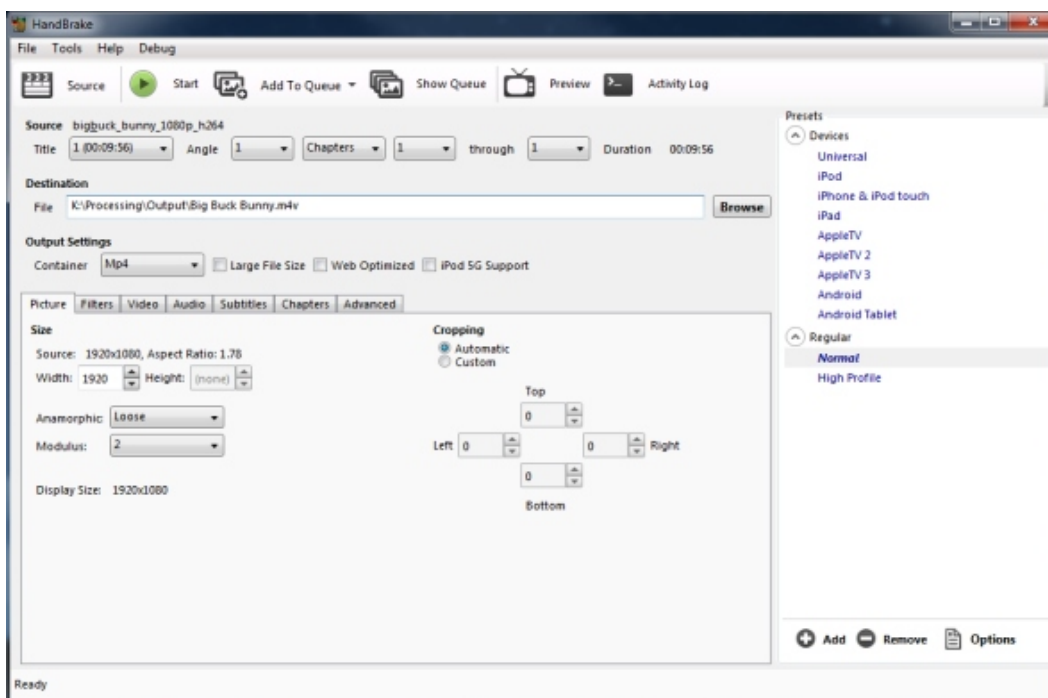 HandBrake
File Tools Help Debug
Source Start Add To Queue Show Queue Preview Activity Log
Source bigbuck_bunny_1080p_h264
Title 1 (00:09:56) Angle 1 Chapters 1 through 1 Duration 00:09:56
Destination
File K:\Processing\Output\Big Buck Bunny.m4v Browse
Output Settings
Container Mp4 Large File Size Web Optimized iPod 5G Support
Picture Filters Video Audio Subtitles Chapters Advanced
Size
Source: 1920x1080, Aspect Ratio: 1.78
Width: 1920 Height: (none)
Anamorphic: Loose
Modulus: 2
Display Size: 1920x1080
Cropping
Automatic
Custom
Top
0
Left 0 0 Right
0
Bottom
Presets
Devices
Universal
iPod
iPhone & iPod touch
iPad
AppleTV
AppleTV 2
AppleTV 3
Android
Android Tablet
Regular
Normal
High Profile
Add Remove Options
Ready